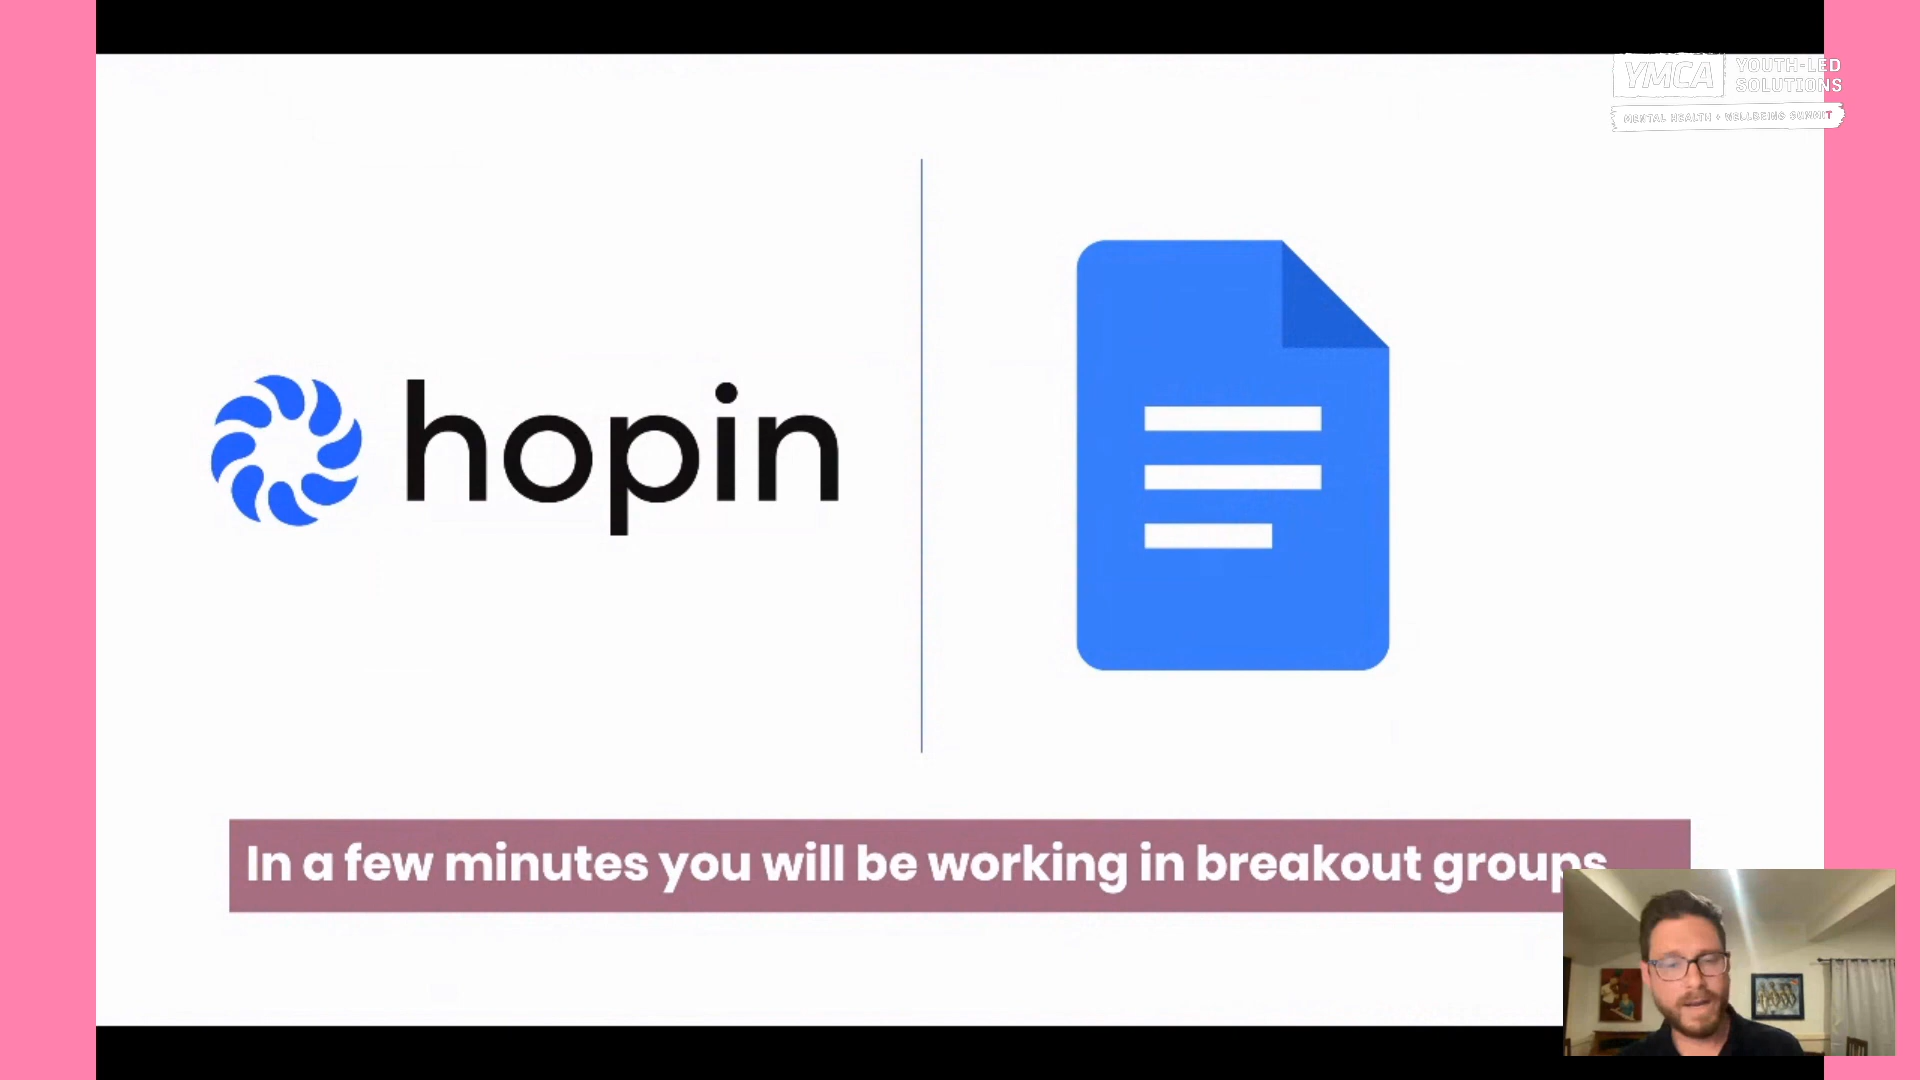 YMCA
YOUTH-LED
SOLUTIONS
MENTAL HEALTH + WELLBEING SUMMIT
hopin
In a few minutes you will be working in breakout groups